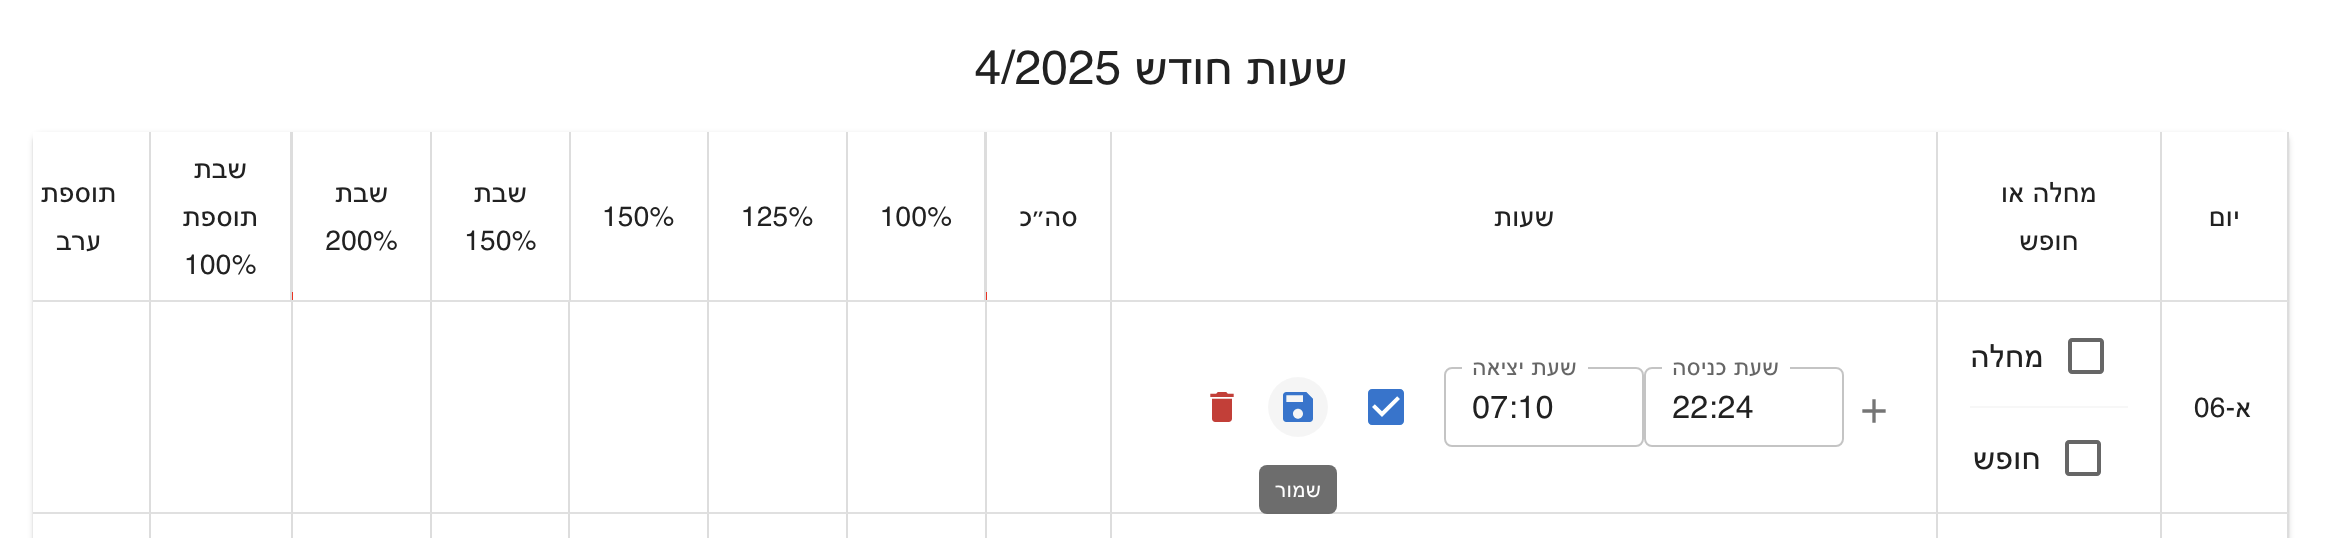 שעות חודש 4/2025
יום
מחלה או
חופש
שעות
סה״כ
100%
125%
150%
שבת
150%
שבת
200%
שבת
תוספת
100%
תוספת
ערב
א-06
מחלה
חופש
שעת כניסה
22:24
שעת יציאה
07:10
שמור